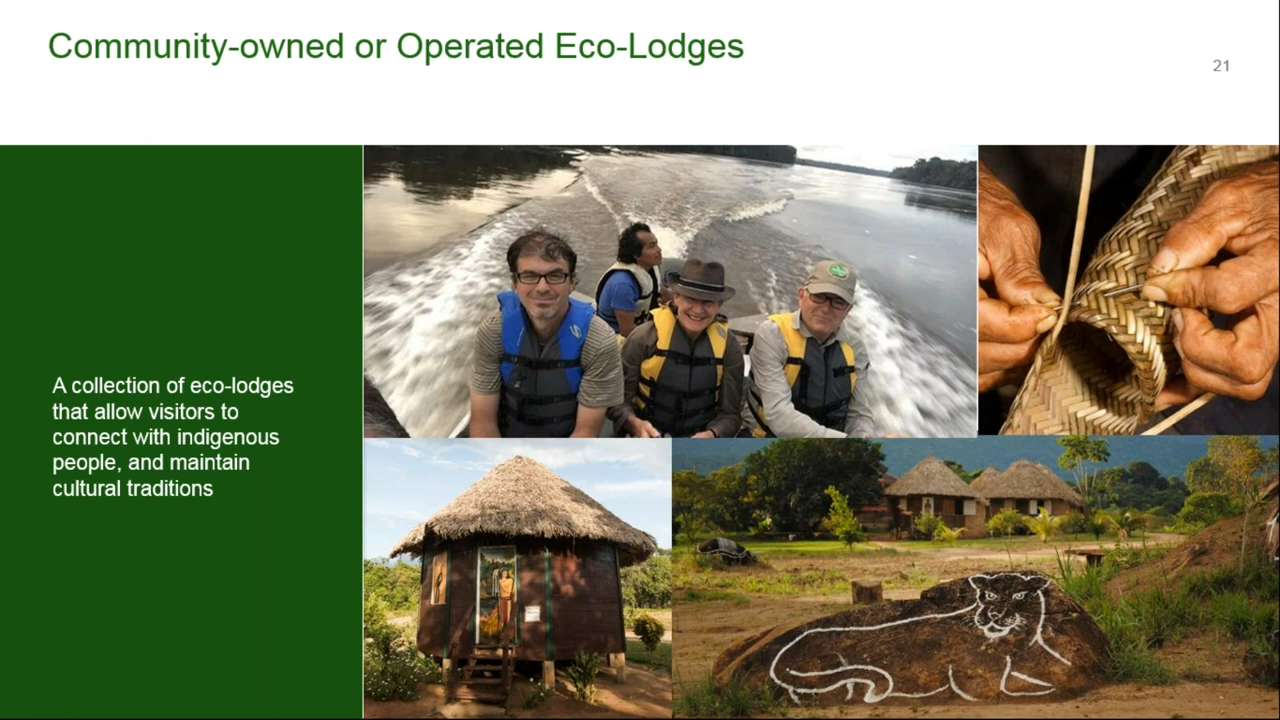 Community-owned or Operated Eco-Lodges
21
A collection of eco-lodges
that allow visitors to
connect with indigenous
people, and maintain
cultural traditions